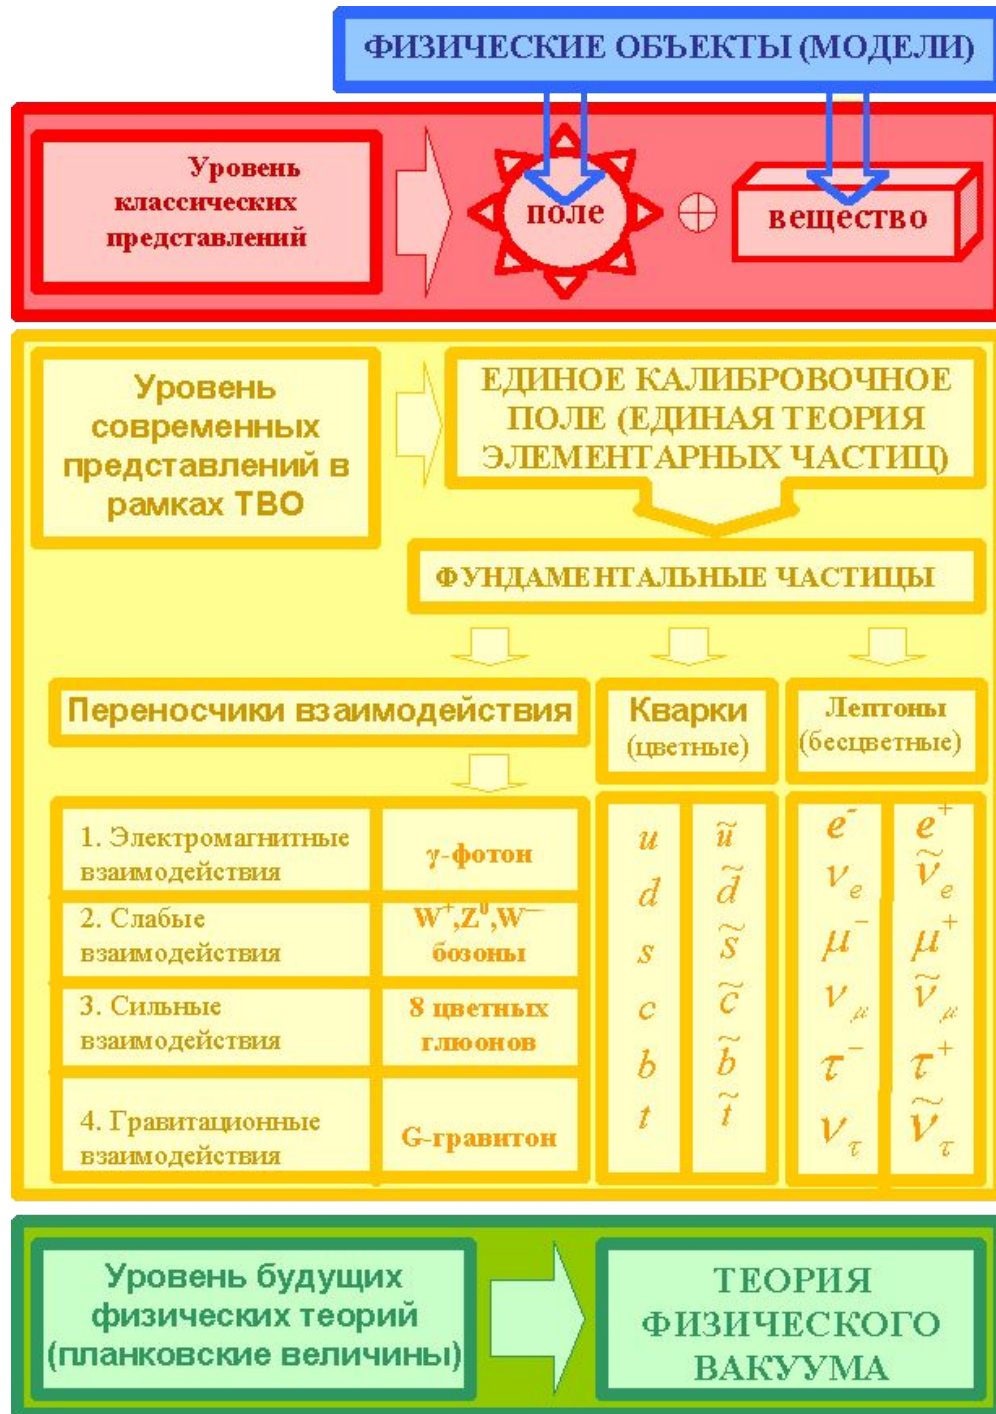 ФИЗИЧЕСКИЕ ОБЪЕКТЫ (МОДЕЛИ)
Уровень
классических
представлений
поле
⊕
вещество
Уровень
современных
представлений в
рамках ТВО
ЕДИНОЕ КАЛИБРОВОЧНОЕ
ПОЛЕ (ЕДИНАЯ ТЕОРИЯ
ЭЛЕМЕНТАРНЫХ ЧАСТИЦ)
ФУНДАМЕНТАЛЬНЫЕ ЧАСТИЦЫ
Переносчики взаимодействия
Кварки
(цветные)
Лептоны
(бесцветные)
1. Электромагнитные
взаимодействия
γ-фотон
2. Слабые
взаимодействия
W⁺,Z⁰,W⁻
бозоны
3. Сильные
взаимодействия
8 цветных
глюонов
4. Гравитационные
взаимодействия
G-гравитон
u ũ
d d̃
s s̃
c c̃
b b̃
t t̃
e⁻ e⁺
ν_e ν̃_e
μ⁻ μ⁺
ν_μ ν̃_μ
τ⁻ τ⁺
ν_τ ν̃_τ
Уровень будущих
физических теорий
(планковские величины)
ТЕОРИЯ
ФИЗИЧЕСКОГО
ВАКУУМА